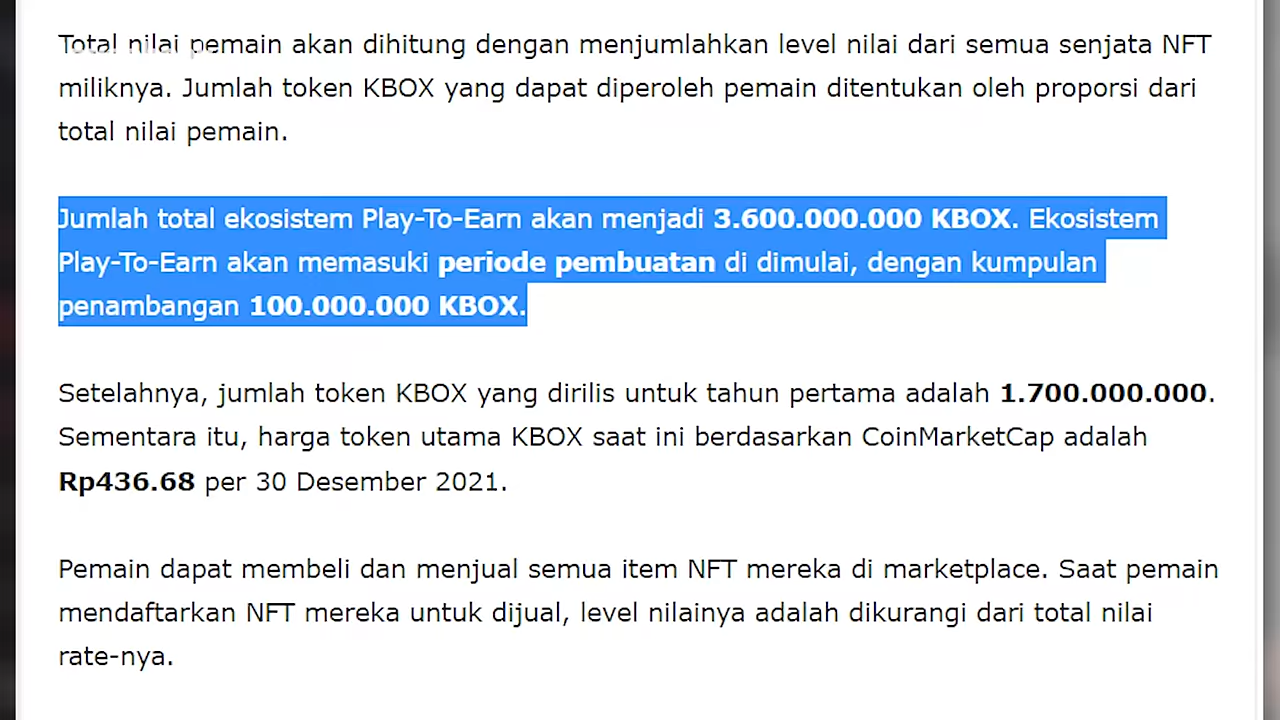 Total nilai pemain akan dihitung dengan menjumlahkan level nilai dari semua senjata NFT
miliknya. Jumlah token KBOX yang dapat diperoleh pemain ditentukan oleh proporsi dari
total nilai pemain.
Jumlah total ekosistem Play-To-Earn akan menjadi 3.600.000.000 KBOX. Ekosistem
Play-To-Earn akan memasuki periode pembuatan di dimulai, dengan kumpulan
penambangan 100.000.000 KBOX.
Setelahnya, jumlah token KBOX yang dirilis untuk tahun pertama adalah 1.700.000.000.
Sementara itu, harga token utama KBOX saat ini berdasarkan CoinMarketCap adalah
Rp436.68 per 30 Desember 2021.
Pemain dapat membeli dan menjual semua item NFT mereka di marketplace. Saat pemain
mendaftarkan NFT mereka untuk dijual, level nilainya adalah dikurangi dari total nilai
rate-nya.